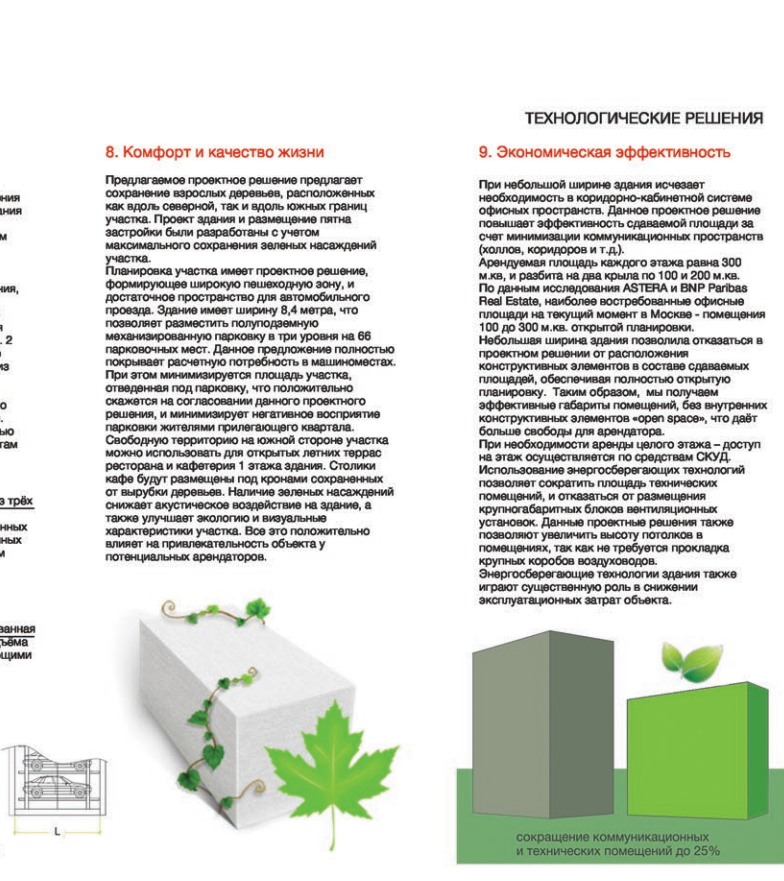 ТЕХНОЛОГИЧЕСКИЕ РЕШЕНИЯ
м
. 2
з трёх
м
L
8. Комфорт и качество жизни
Предлагаемое проектное решение предлагает
сохранение взрослых деревьев, расположенных
как вдоль северной, так и вдоль южных границ
участка. Проект здания и размещение пятна
застройки были разработаны с учетом
максимального сохранения зеленых насаждений
участка.
Планировка участка имеет проектное решение,
формирующее широкую пешеходную зону, и
достаточное пространство для автомобильного
проезда. Здание имеет ширину 8,4 метра, что
позволяет разместить полуподземную
механизированную парковку в три уровня на 66
парковочных мест. Данное предложение полностью
покрывает расчетную потребность в машиноместах.
При этом минимизируется площадь участка,
отведенная под парковку, что положительно
скажется на согласовании данного проектного
решения, и минимизирует негативное восприятие
парковки жителями прилегающего квартала.
Свободную территорию на южной стороне участка
можно использовать для открытых летних террас
ресторана и кафетерия 1 этажа здания. Столики
кафе будут размещены под кронами сохраненных
от вырубки деревьев. Наличие зеленых насаждений
снижает акустическое воздействие на здание, а
также улучшает экологию и визуальные
характеристики участка. Все это положительно
влияет на привлекательность объекта у
потенциальных арендаторов.
9. Экономическая эффективность
При небольшой ширине здания исчезает
необходимость в коридорно-кабинетной системе
офисных пространств. Данное проектное решение
повышает эффективность сдаваемой площади за
счет минимизации коммуникационных пространств
(холлов, коридоров и т.д.).
Арендуемая площадь каждого этажа равна 300
м.кв, и разбита на два крыла по 100 и 200 м.кв.
По данным исследования ASTERA и BNP Paribas
Real Estate, наиболее востребованные офисные
площади на текущий момент в Москве - помещения
100 до 300 м.кв. открытой планировки.
Небольшая ширина здания позволила отказаться в
проектном решении от расположения
конструктивных элементов в составе сдаваемых
площадей, обеспечивая полностью открытую
планировку. Таким образом, мы получаем
эффективные габариты помещений, без внутренних
конструктивных элементов «open space», что даёт
больше свободы для арендатора.
При необходимости аренды целого этажа – доступ
на этаж осуществляется по средствам СКУД.
Использование энергосберегающих технологий
позволяет сократить площадь технических
помещений, и отказаться от размещения
крупногабаритных блоков вентиляционных
установок. Данные проектные решения также
позволяют увеличить высоту потолков в
помещениях, так как не требуется прокладка
крупных коробов воздуховодов.
Энергосберегающие технологии здания также
играют существенную роль в снижении
эксплуатационных затрат объекта.
сокращение коммуникационных
и технических помещений до 25%